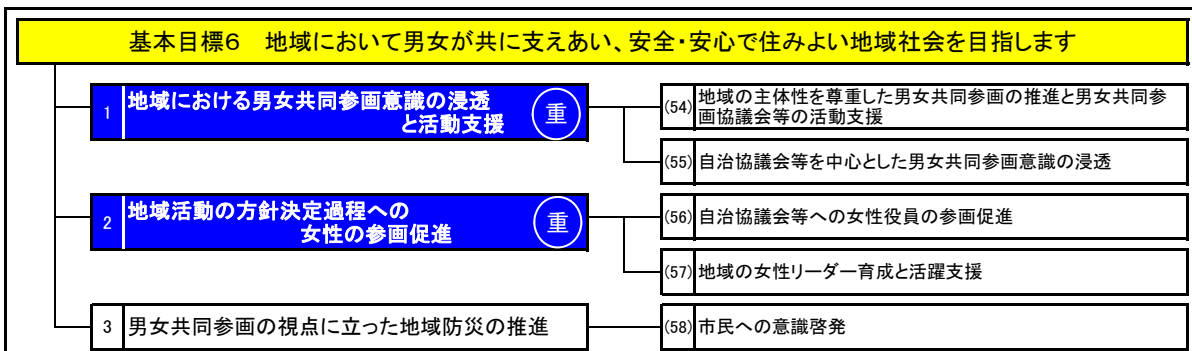 基本目標6 地域において男女が共に支えあい、安全・安心で住みよい地域社会を目指します
1 地域における男女共同参画意識の浸透
と活動支援 重
(54) 地域の主体性を尊重した男女共同参画の推進と男女共同参
画協議会等の活動支援
(55) 自治協議会等を中心とした男女共同参画意識の浸透
2 地域活動の方針決定過程への
女性の参画促進 重
(56) 自治協議会等への女性役員の参画促進
(57) 地域の女性リーダー育成と活躍支援
3 男女共同参画の視点に立った地域防災の推進
(58) 市民への意識啓発